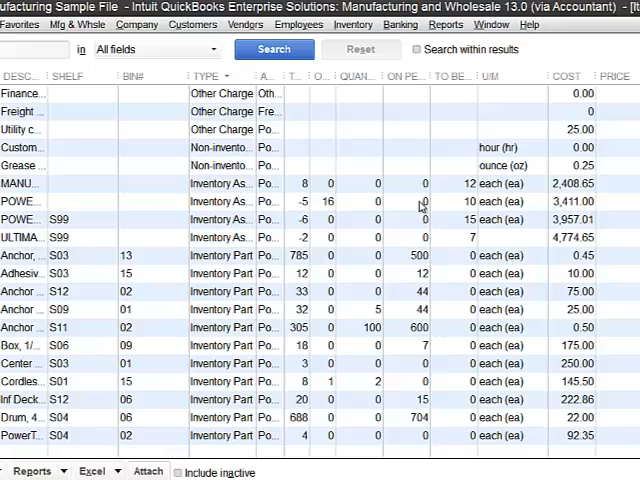 ufacturing Sample File - Intuit QuickBooks Enterprise Solutions: Manufacturing and Wholesale 13.0 (via Accountant) - [It
Favorites Mfg & Whsle Company Customers Vendors Employees Inventory Banking Reports Window Help
in All fields Search Reset Search within results
DESC... SHELF BIN# TYPE A... T... O... QUAN... ON PE... TO BE... U/M COST PRICE
Finance... Other Charge Oth... 0.00
Freight ... Other Charge Fre... 0
Utility c... Other Charge Po... 25.00
Custom... Non-invento... Po... hour (hr) 0.00
Grease ... Non-invento... Po... ounce (oz) 0.25
MANU... Inventory As... Po... 8 0 0 0 12 each (ea) 2,408.65
POWE... Inventory As... Po... -5 16 0 0 10 each (ea) 3,411.00
POWE... S99 Inventory As... Po... -6 0 0 0 15 each (ea) 3,957.01
ULTIMA... S99 Inventory As... Po... -2 0 0 0 7 4,774.65
Anchor, ... S03 13 Inventory Part Po... 785 0 0 500 0 each (ea) 0.45
Adhesiv... S03 15 Inventory Part Po... 12 0 0 12 0 each (ea) 10.00
Anchor ... S12 02 Inventory Part Po... 33 0 0 44 0 each (ea) 75.00
Anchor ... S09 01 Inventory Part Po... 32 0 5 44 0 each (ea) 25.00
Anchor ... S11 02 Inventory Part Po... 305 0 100 600 0 each (ea) 0.50
Box, 1/... S06 09 Inventory Part Po... 18 0 0 7 0 each (ea) 175.00
Center ... S03 01 Inventory Part Po... 3 0 0 0 0 each (ea) 250.00
Cordles... S01 15 Inventory Part Po... 8 1 2 0 0 each (ea) 145.50
Inf Deck... S12 06 Inventory Part Po... 20 0 0 15 0 each (ea) 222.86
Drum, 4... S04 06 Inventory Part Po... 688 0 0 704 0 each (ea) 22.00
PowerT... S04 02 Inventory Part Po... 4 0 0 0 0 each (ea) 92.35
Reports Excel Attach Include inactive